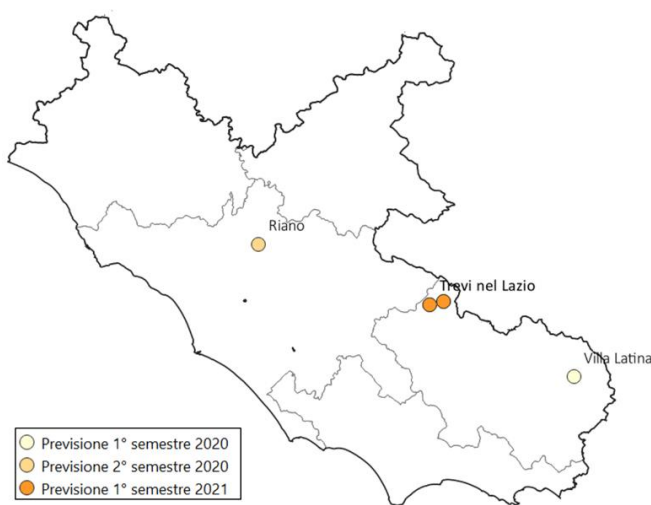 Riano
Trevi nel Lazio
Villa Latina
Previsione 1° semestre 2020
Previsione 2° semestre 2020
Previsione 1° semestre 2021